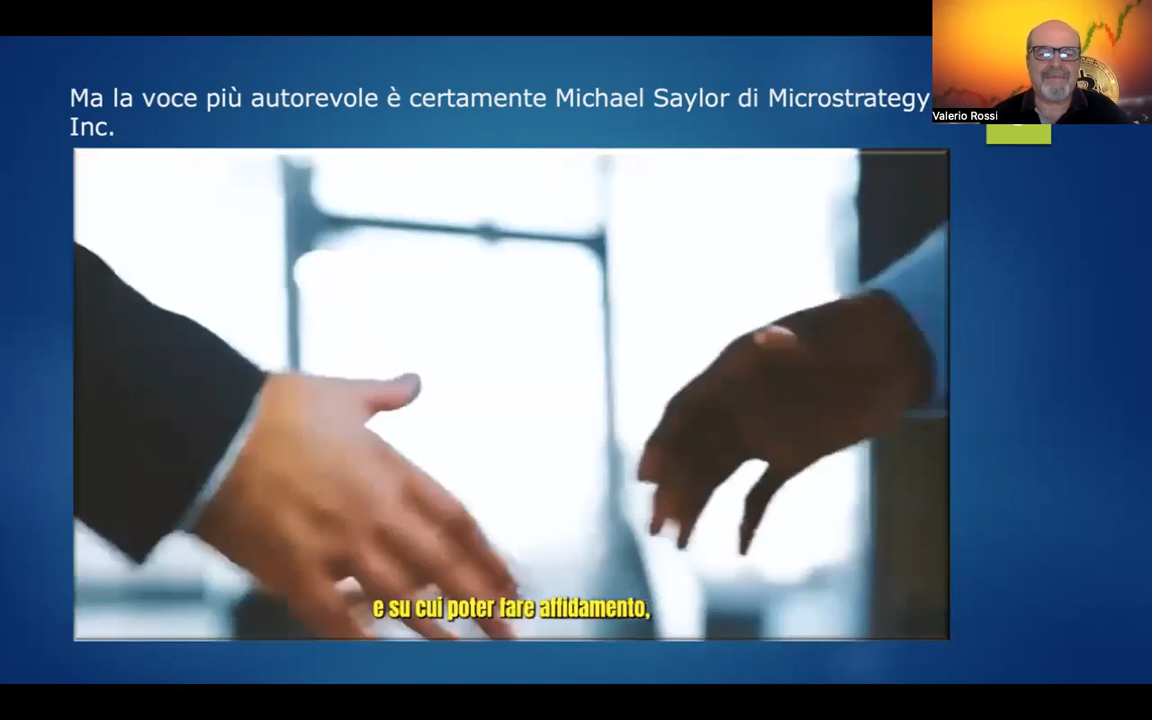 Ma la voce più autorevole è certamente Michael Saylor di Microstrategy
Inc.
Valerio Rossi
e su cui poter fare affidamento,